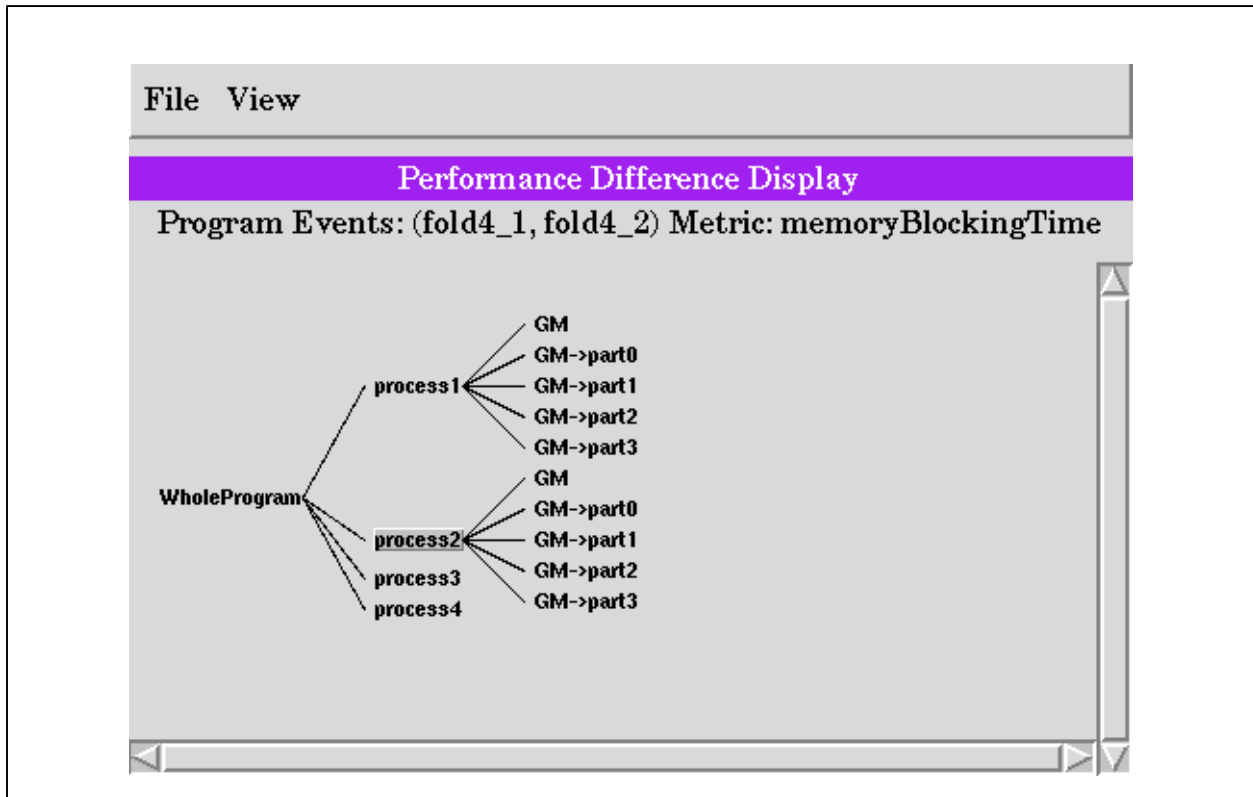 File View
Performance Difference Display
Program Events: (fold4_1, fold4_2) Metric: memoryBlockingTime
GM
GM->part0
process1 GM->part1
GM->part2
GM->part3
GM
WholeProgram
GM->part0
process2 GM->part1
GM->part2
process3
GM->part3
process4